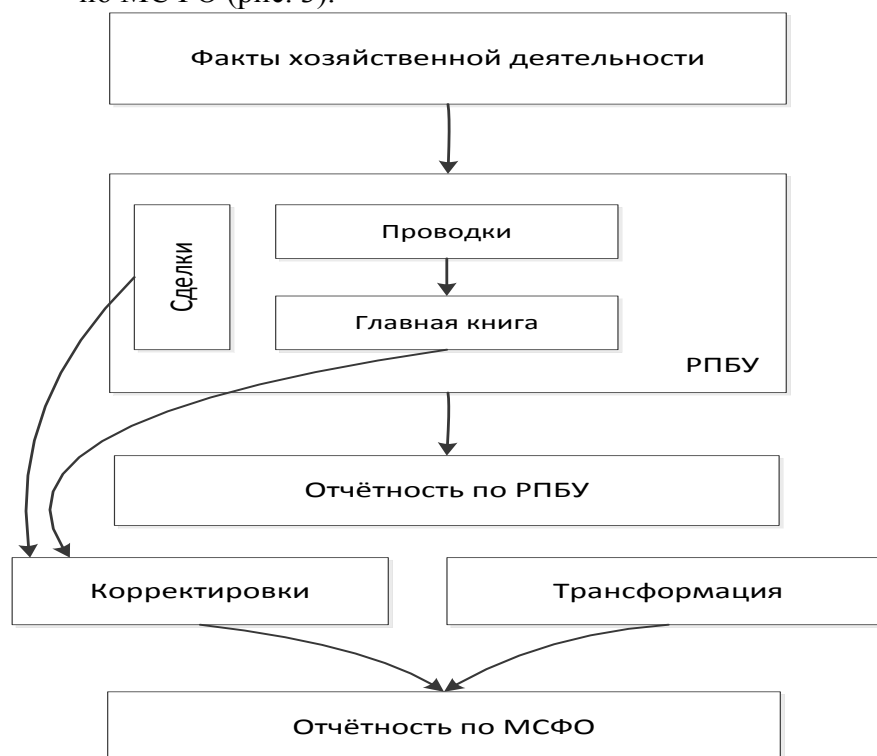 по МСФО (рис. 3).
Факты хозяйственной деятельности
Сделки
Проводки
Главная книга
РПБУ
Отчётность по РПБУ
Корректировки
Трансформация
Отчётность по МСФО